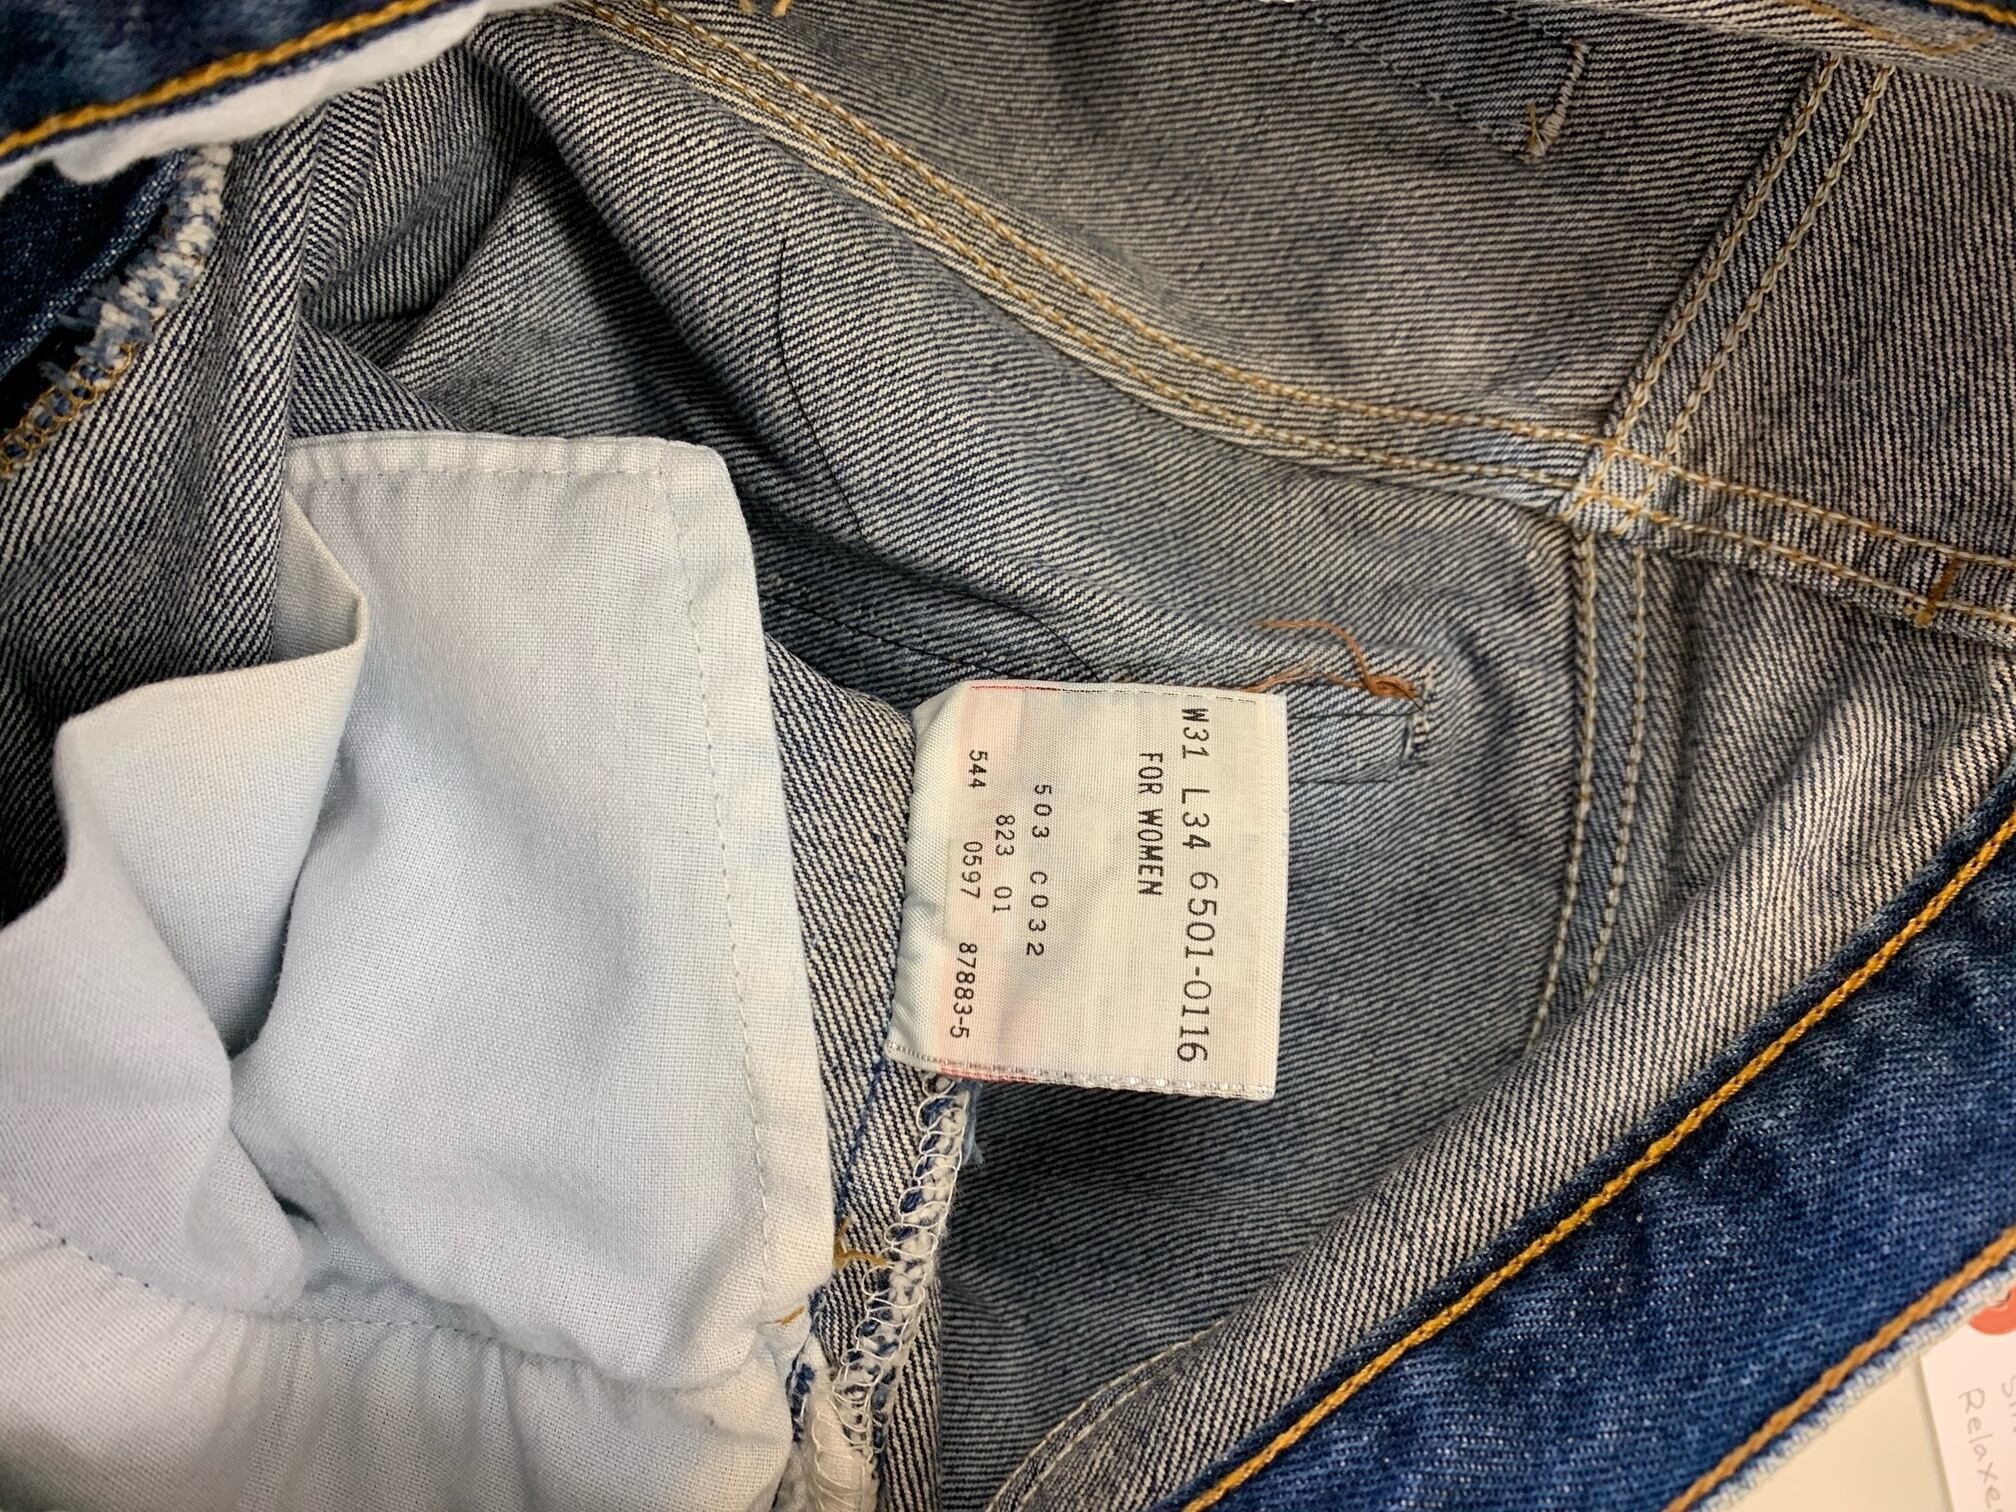 W31 L34 6501-0116
FOR WOMEN
503 C032
823 01
544 0597 87883-5